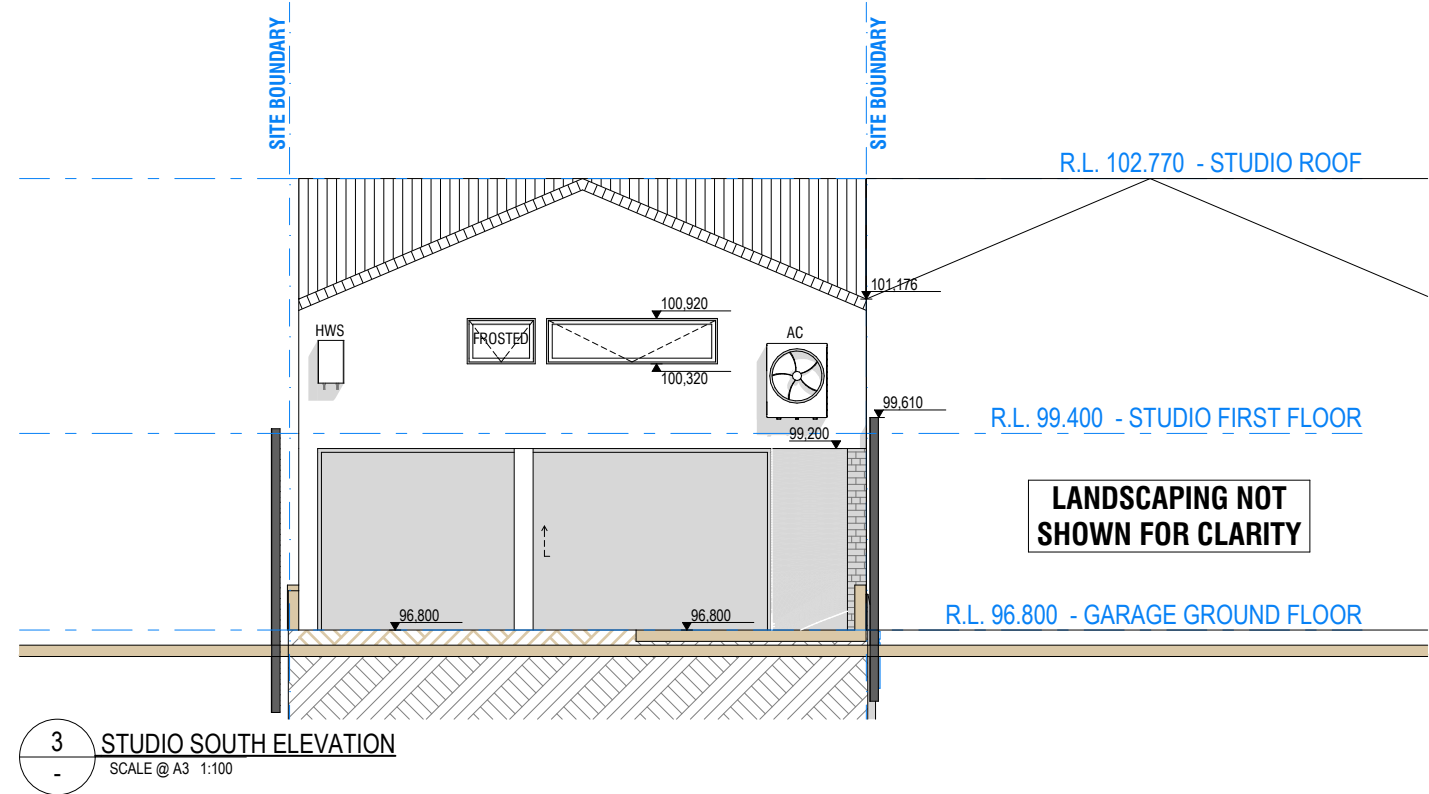 SITE BOUNDARY
SITE BOUNDARY
R.L. 102.770 - STUDIO ROOF
101,176
100,920
HWS
FROSTED
AC
100,320
99,610
R.L. 99.400 - STUDIO FIRST FLOOR
99,200
LANDSCAPING NOT
SHOWN FOR CLARITY
96,800
96,800
R.L. 96.800 - GARAGE GROUND FLOOR
3
-
STUDIO SOUTH ELEVATION
SCALE @ A3 1:100